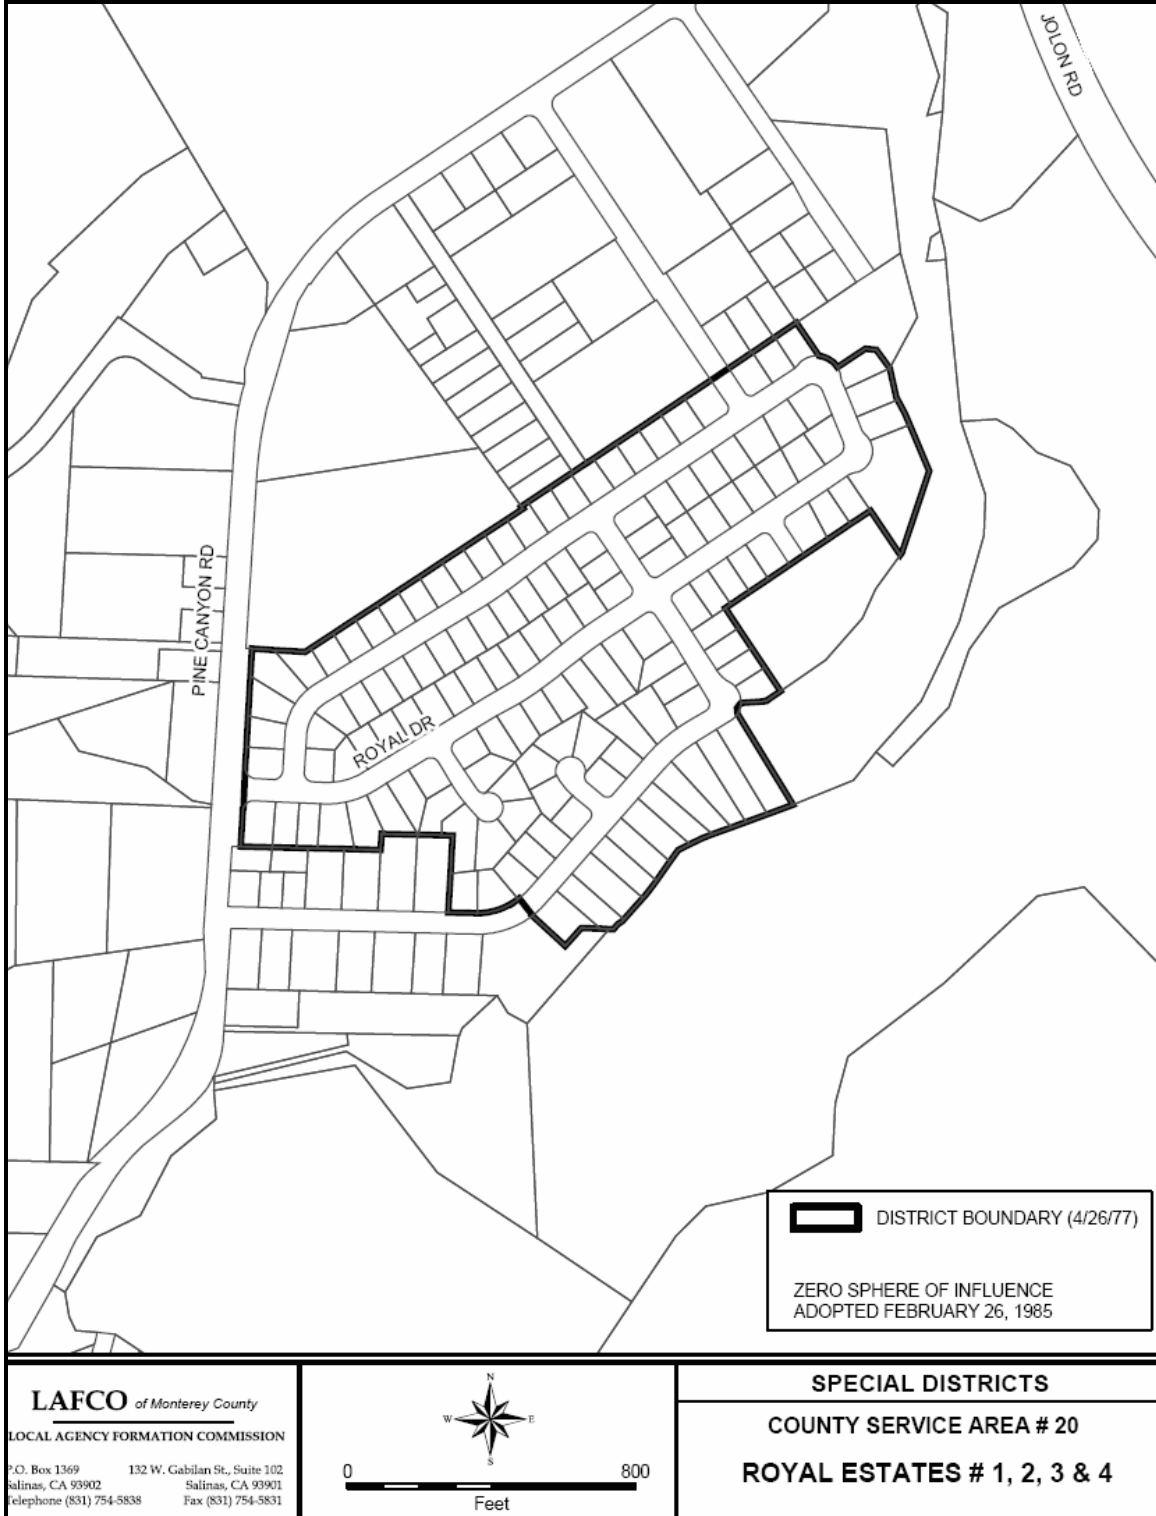 JOLON RD
PINE CANYON RD
ROYAL DR
DISTRICT BOUNDARY (4/26/77)
ZERO SPHERE OF INFLUENCE
ADOPTED FEBRUARY 26, 1985
LAFCO of Monterey County
LOCAL AGENCY FORMATION COMMISSION
P.O. Box 1369 132 W. Gabilan St., Suite 102
Salinas, CA 93902 Salinas, CA 93901
Telephone (831) 754-5838 Fax (831) 754-5831
N
W E
S
0 800
Feet
SPECIAL DISTRICTS
COUNTY SERVICE AREA # 20
ROYAL ESTATES # 1, 2, 3 & 4